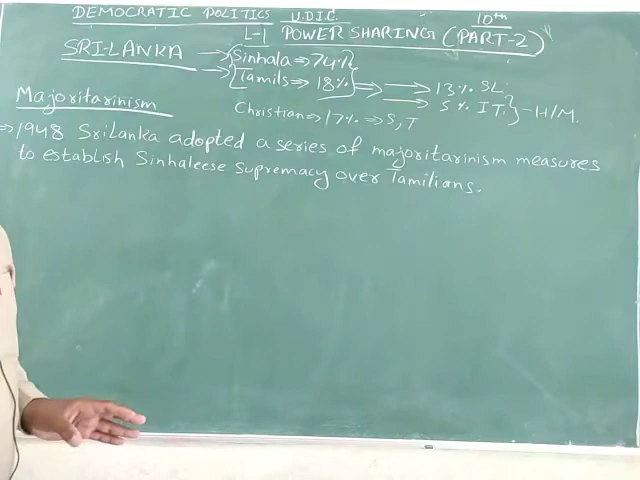 DEMOCRATIC POLITICS U.D.I.C. 10th
L-1 POWER SHARING (PART-2)
SRI-LANKA → Sinhala ⇒ 74%
→ Tamils ⇒ 18% ⇒ → 13% SL.
→ 5% I.T. } - H/M.
Majoritarinism
Christian ⇒ 7% ⇒ S, T
⇒ 1948 SriLanka adopted a series of majoritarinism measures
to establish Sinhaleese Supremacy over Tamilians.